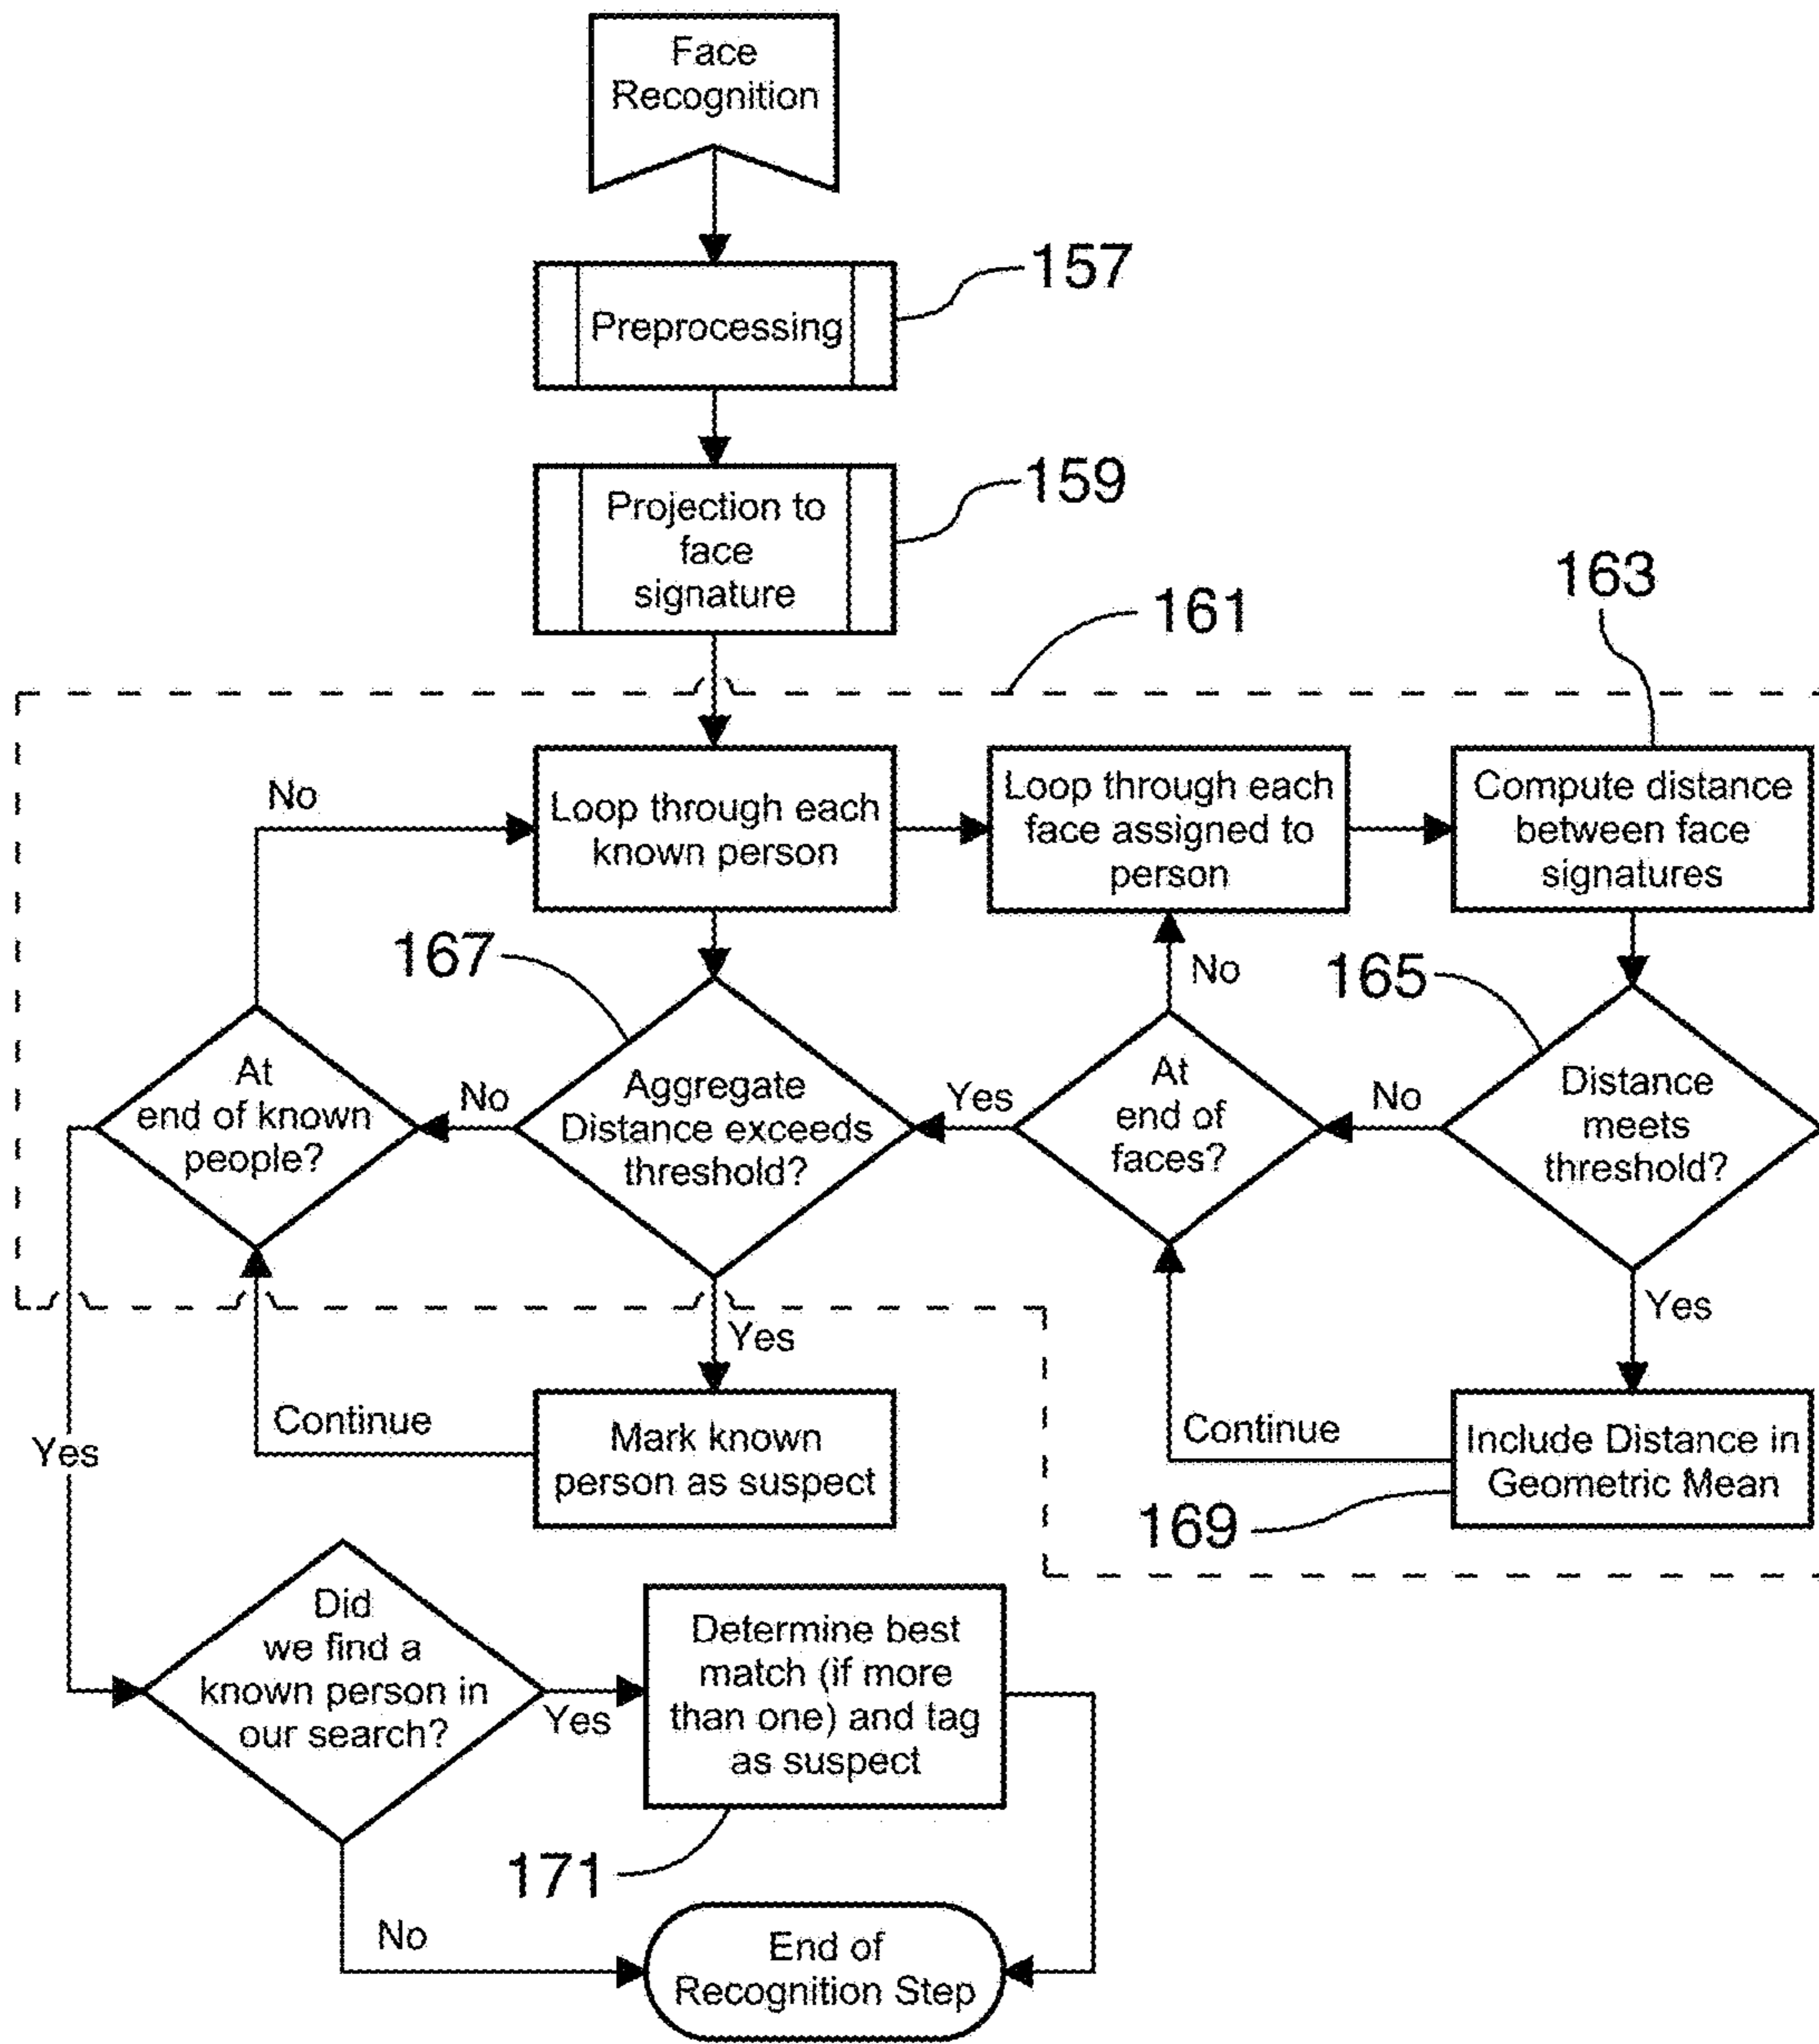 Face
Recognition
157
Preprocessing
159
Projection to
face
signature
161
163
No
Loop through each
known person
Loop through each
face assigned to
person
Compute distance
between face
signatures
167
No
165
At
end of known
people?
No
Aggregate
Distance exceeds
threshold?
Yes
At
end of
faces?
No
Distance
meets
threshold?
Yes
Yes
Yes
Continue
Mark known
person as suspect
Continue
Include Distance in
Geometric Mean
169
Did
we find a
known person in
our search?
Yes
Determine best
match (if more
than one) and tag
as suspect
171
No
End of
Recognition Step